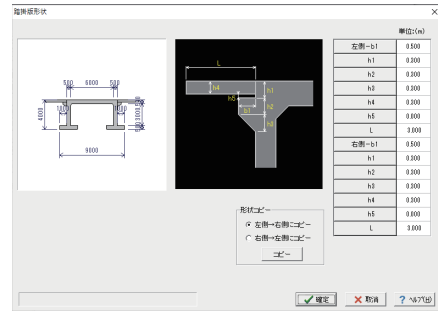 踏掛版形状
×
単位:(m)
500 6000 500
1000
4000
9000
L
h4
h1
h5
b1
h2
h3
左側-b1 0.500
h1 0.300
h2 0.300
h3 0.300
h4 0.300
h5 0.000
L 3.000
右側-b1 0.500
h1 0.300
h2 0.300
h3 0.300
h4 0.300
h5 0.000
L 3.000
形状コピー
左側→右側にコピー
右側→左側にコピー
コピー
確定
取消
? ヘルプ(H)